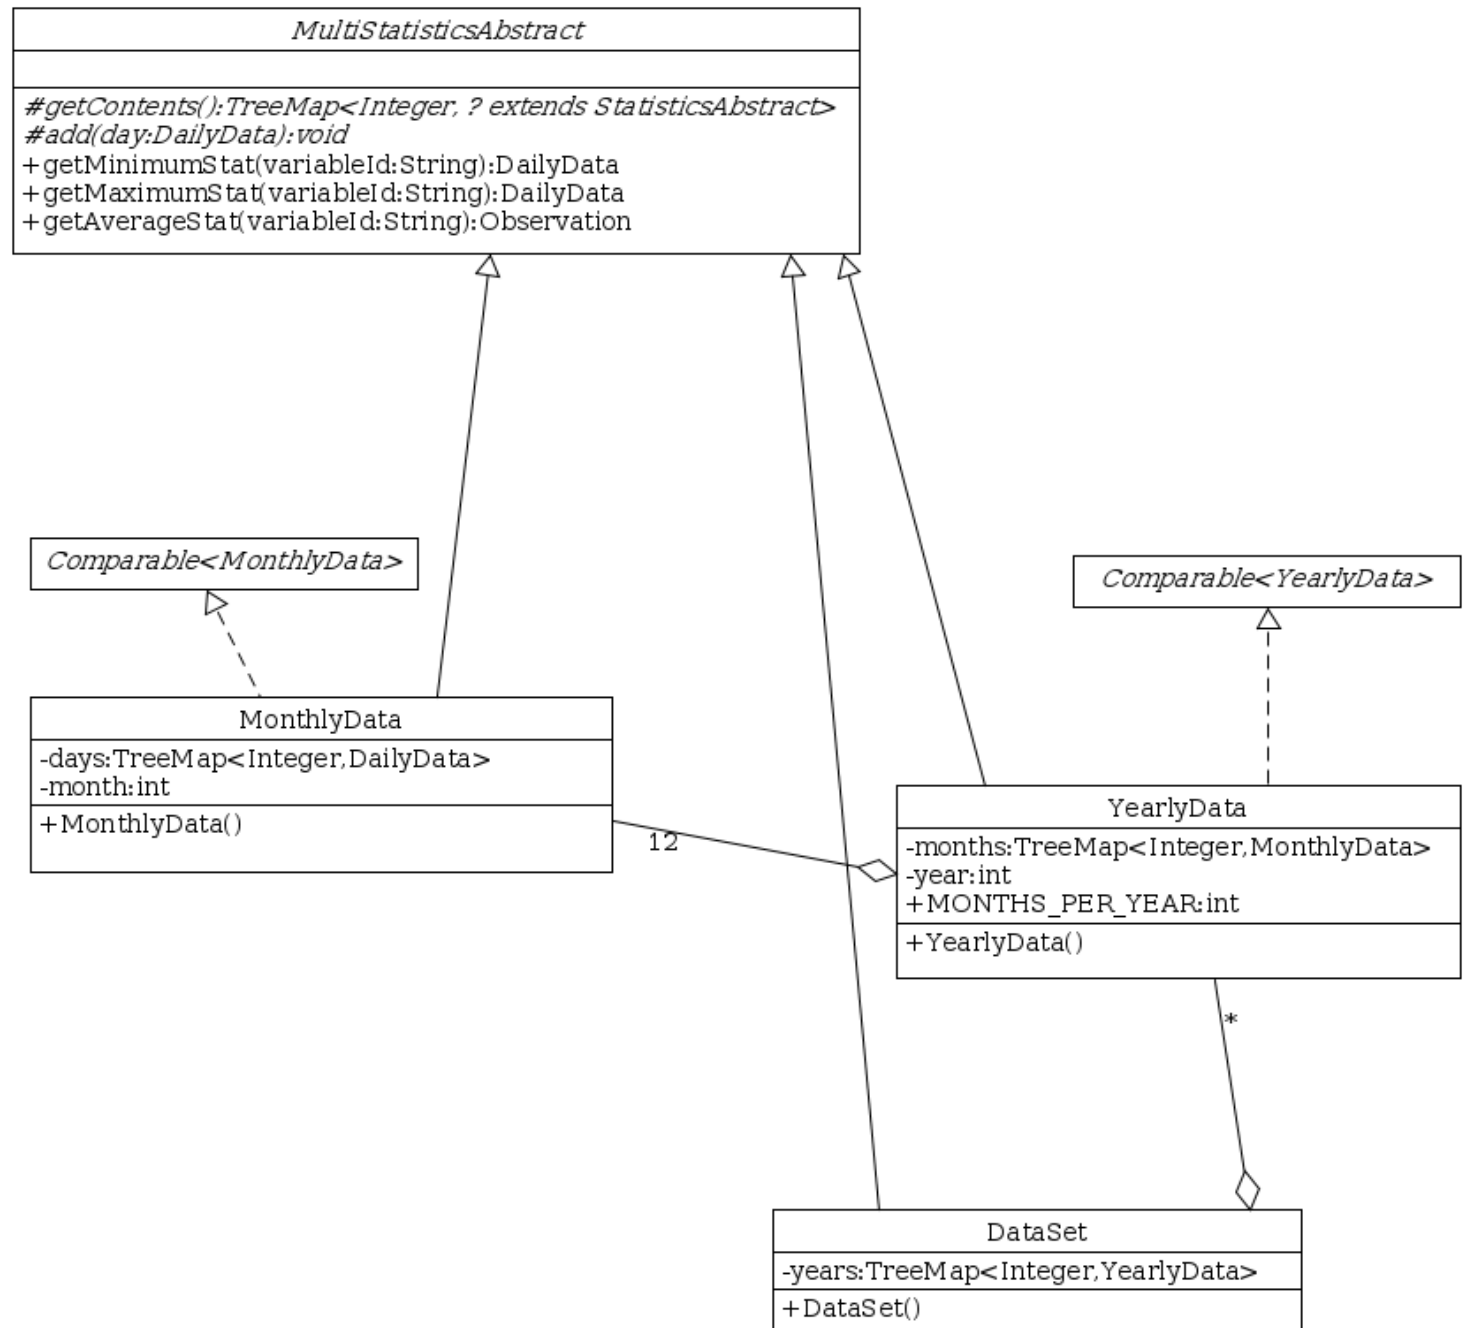 MultiStatisticsAbstract
#getContents():TreeMap<Integer, ? extends StatisticsAbstract>
#add(day:DailyData):void
+getMinimumStat(variableId:String):DailyData
+getMaximumStat(variableId:String):DailyData
+getAverageStat(variableId:String):Observation
Comparable<MonthlyData>
Comparable<YearlyData>
MonthlyData
-days:TreeMap<Integer,DailyData>
-month:int
+MonthlyData()
12
YearlyData
-months:TreeMap<Integer,MonthlyData>
-year:int
+MONTHS_PER_YEAR:int
+YearlyData()
*
DataSet
-years:TreeMap<Integer,YearlyData>
+DataSet()